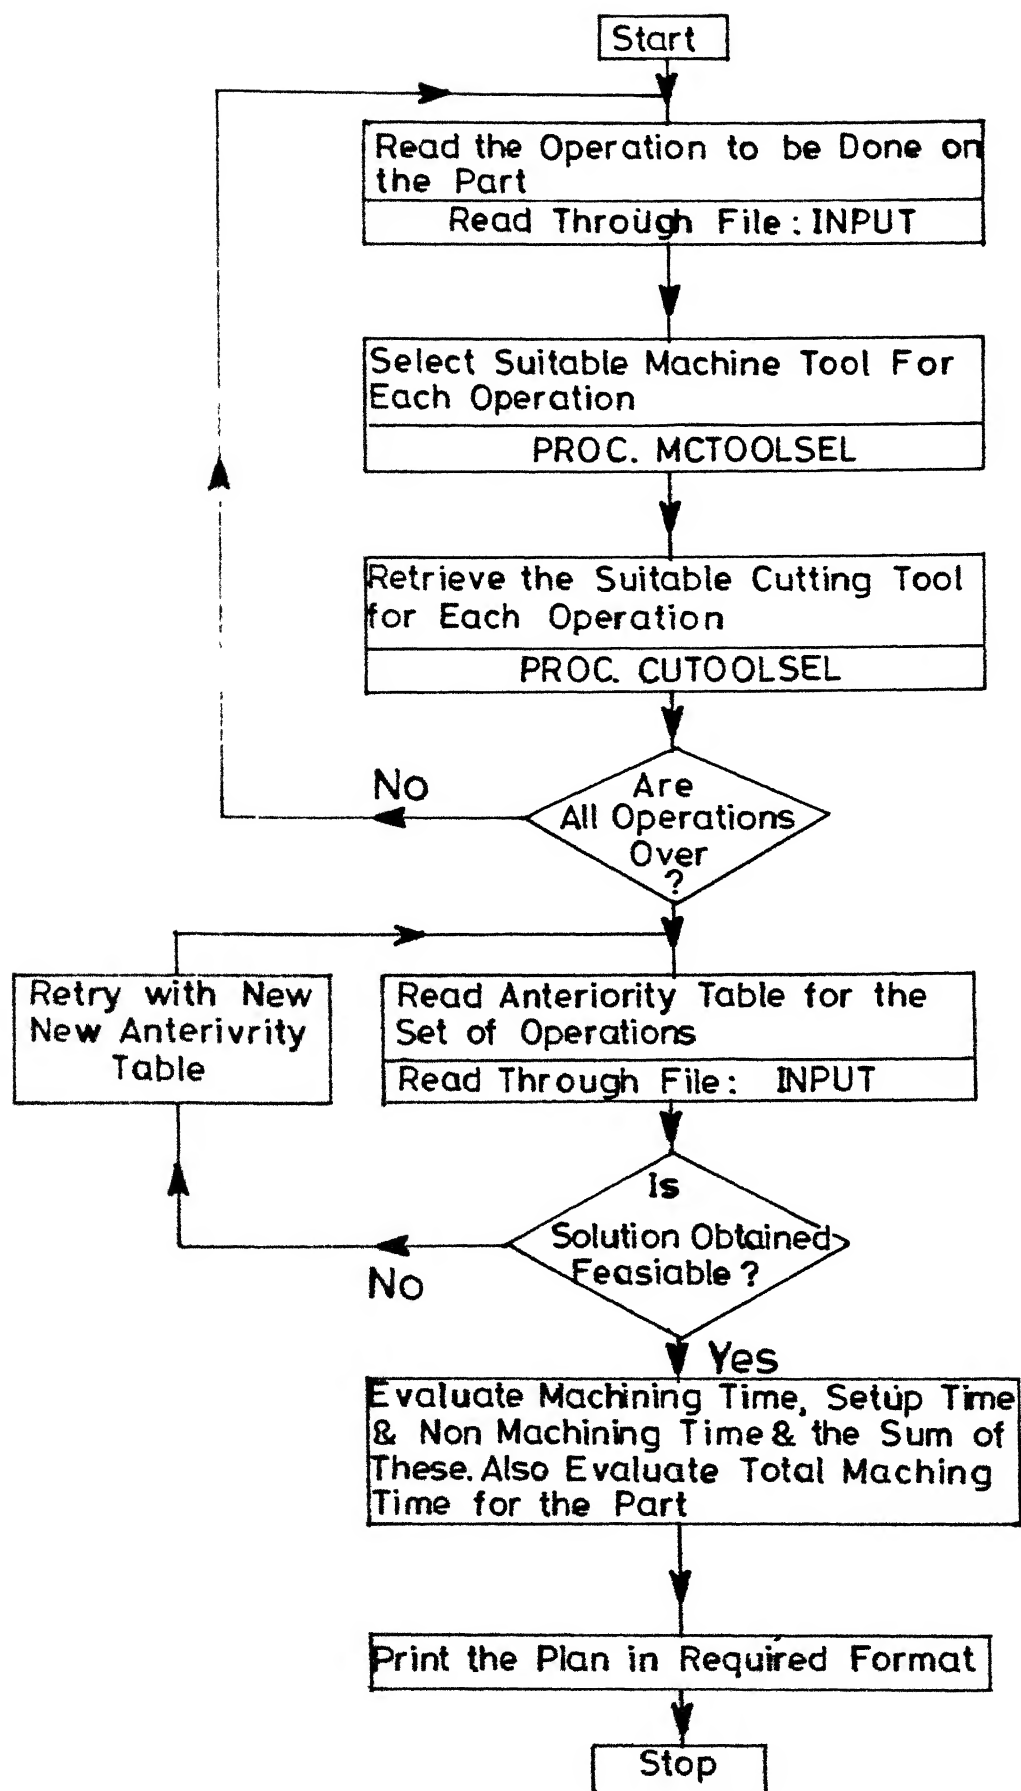 Start
Read the Operation to be Done on
the Part
Read Through File : INPUT
Select Suitable Machine Tool For
Each Operation
PROC. MCTOOLSEL
Retrieve the Suitable Cutting Tool
for Each Operation
PROC. CUTOOLSEL
No
Are
All Operations
Over
?
Retry with New
New Anterivrity
Table
Read Anteriority Table for the
Set of Operations
Read Through File: INPUT
Is
Solution Obtained
Feasiable ?
No
Yes
Evaluate Machining Time, Setup Time
& Non Machining Time & the Sum of
These. Also Evaluate Total Maching
Time for the Part
Print the Plan in Required Format
Stop